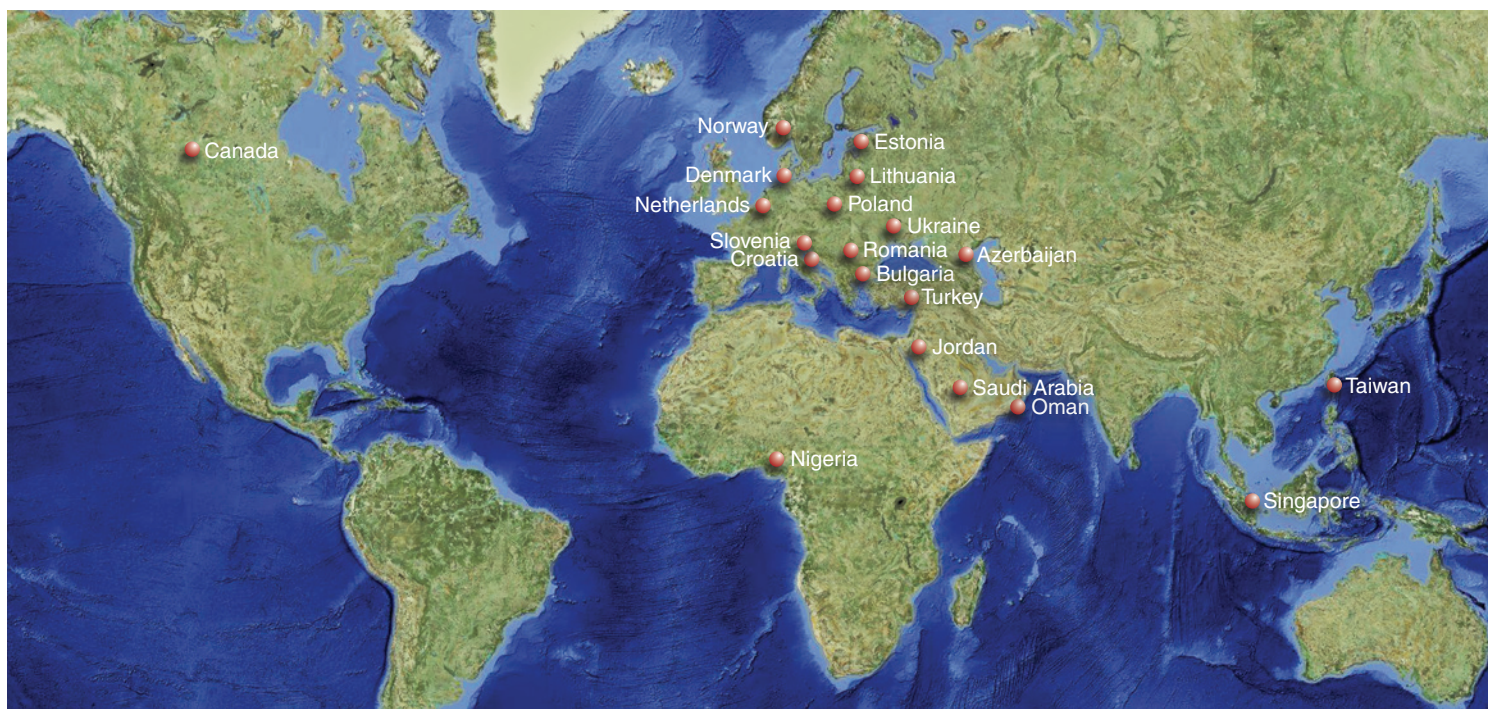 Norway
Canada
Estonia
Denmark
Lithuania
Netherlands
Poland
Ukraine
Slovenia
Romania
Croatia
Azerbaijan
Bulgaria
Turkey
Jordan
Saudi Arabia
Taiwan
Oman
Nigeria
Singapore